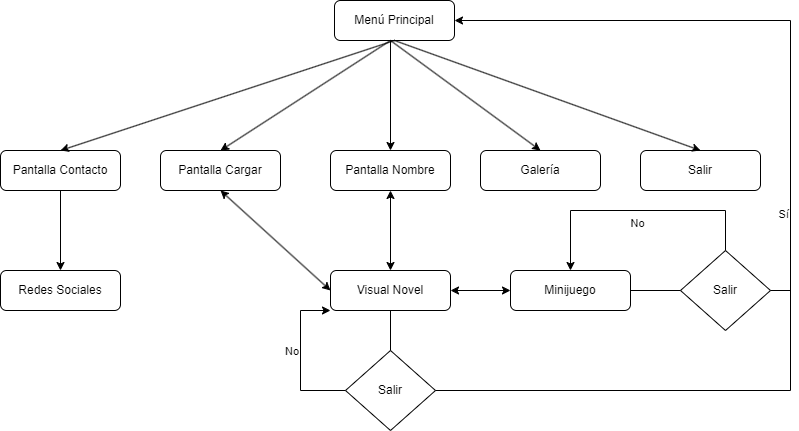 Menú Principal
Pantalla Contacto
Pantalla Cargar
Pantalla Nombre
Galería
Salir
Sí
No
Redes Sociales
Visual Novel
Minijuego
Salir
No
Salir